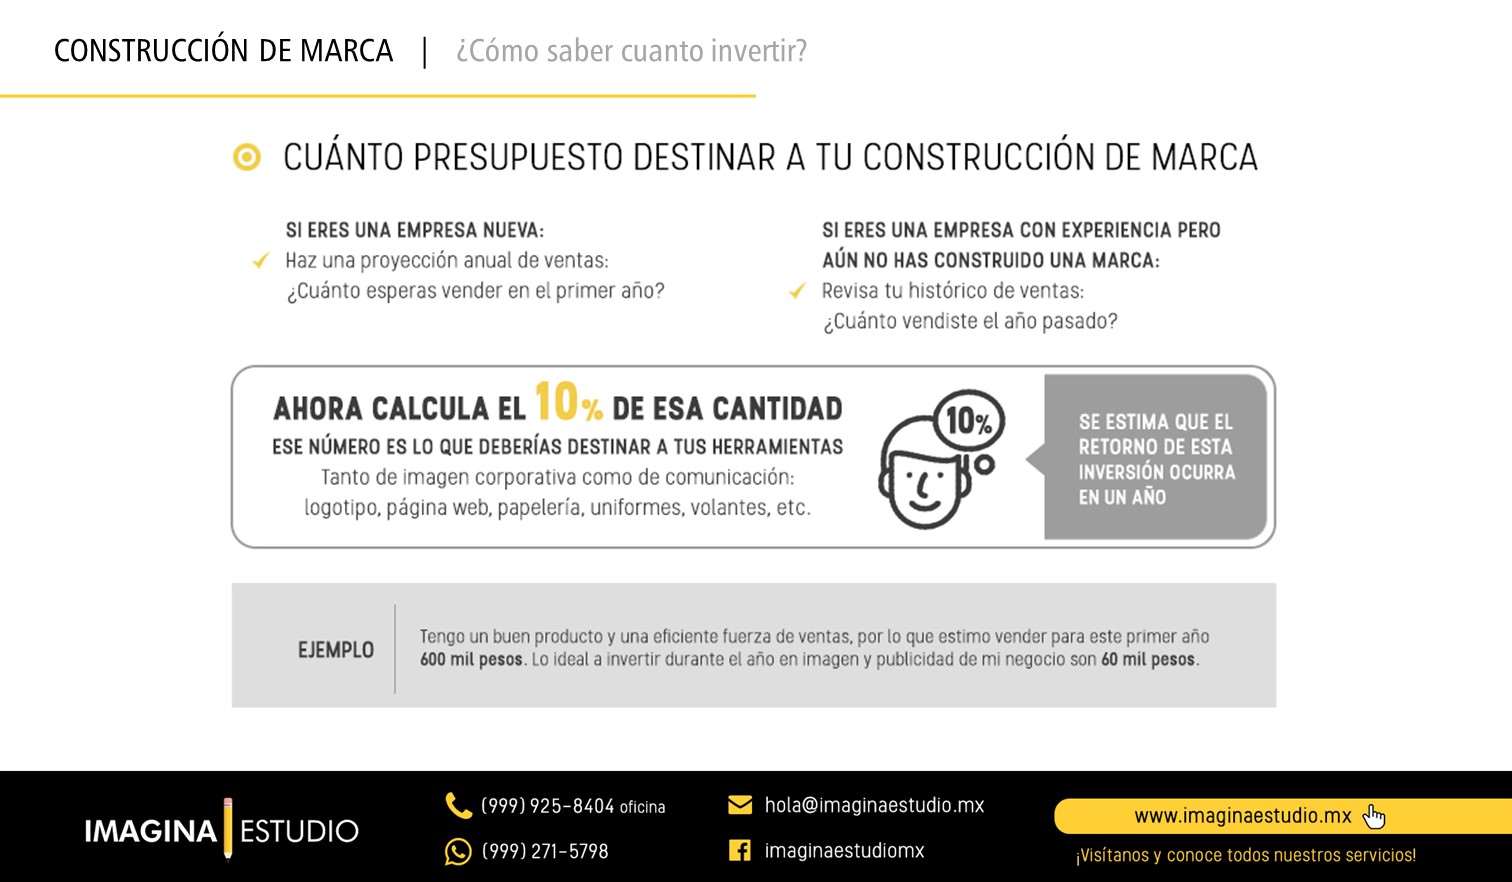 CONSTRUCCIÓN DE MARCA | ¿Cómo saber cuanto invertir?
CUÁNTO PRESUPUESTO DESTINAR A TU CONSTRUCCIÓN DE MARCA
SI ERES UNA EMPRESA NUEVA:
Haz una proyección anual de ventas:
¿Cuánto esperas vender en el primer año?
SI ERES UNA EMPRESA CON EXPERIENCIA PERO
AÚN NO HAS CONSTRUIDO UNA MARCA:
Revisa tu histórico de ventas:
¿Cuánto vendiste el año pasado?
AHORA CALCULA EL 10% DE ESA CANTIDAD
ESE NÚMERO ES LO QUE DEBERÍAS DESTINAR A TUS HERRAMIENTAS
Tanto de imagen corporativa como de comunicación:
logotipo, página web, papelería, uniformes, volantes, etc.
10%
SE ESTIMA QUE EL
RETORNO DE ESTA
INVERSIÓN OCURRA
EN UN AÑO
EJEMPLO
Tengo un buen producto y una eficiente fuerza de ventas, por lo que estimo vender para este primer año
600 mil pesos. Lo ideal a invertir durante el año en imagen y publicidad de mi negocio son 60 mil pesos.
IMAGINA ESTUDIO
(999) 925-8404 oficina
(999) 271-5798
hola@imaginaestudio.mx
imaginaestudiomx
www.imaginaestudio.mx
¡Visítanos y conoce todos nuestros servicios!